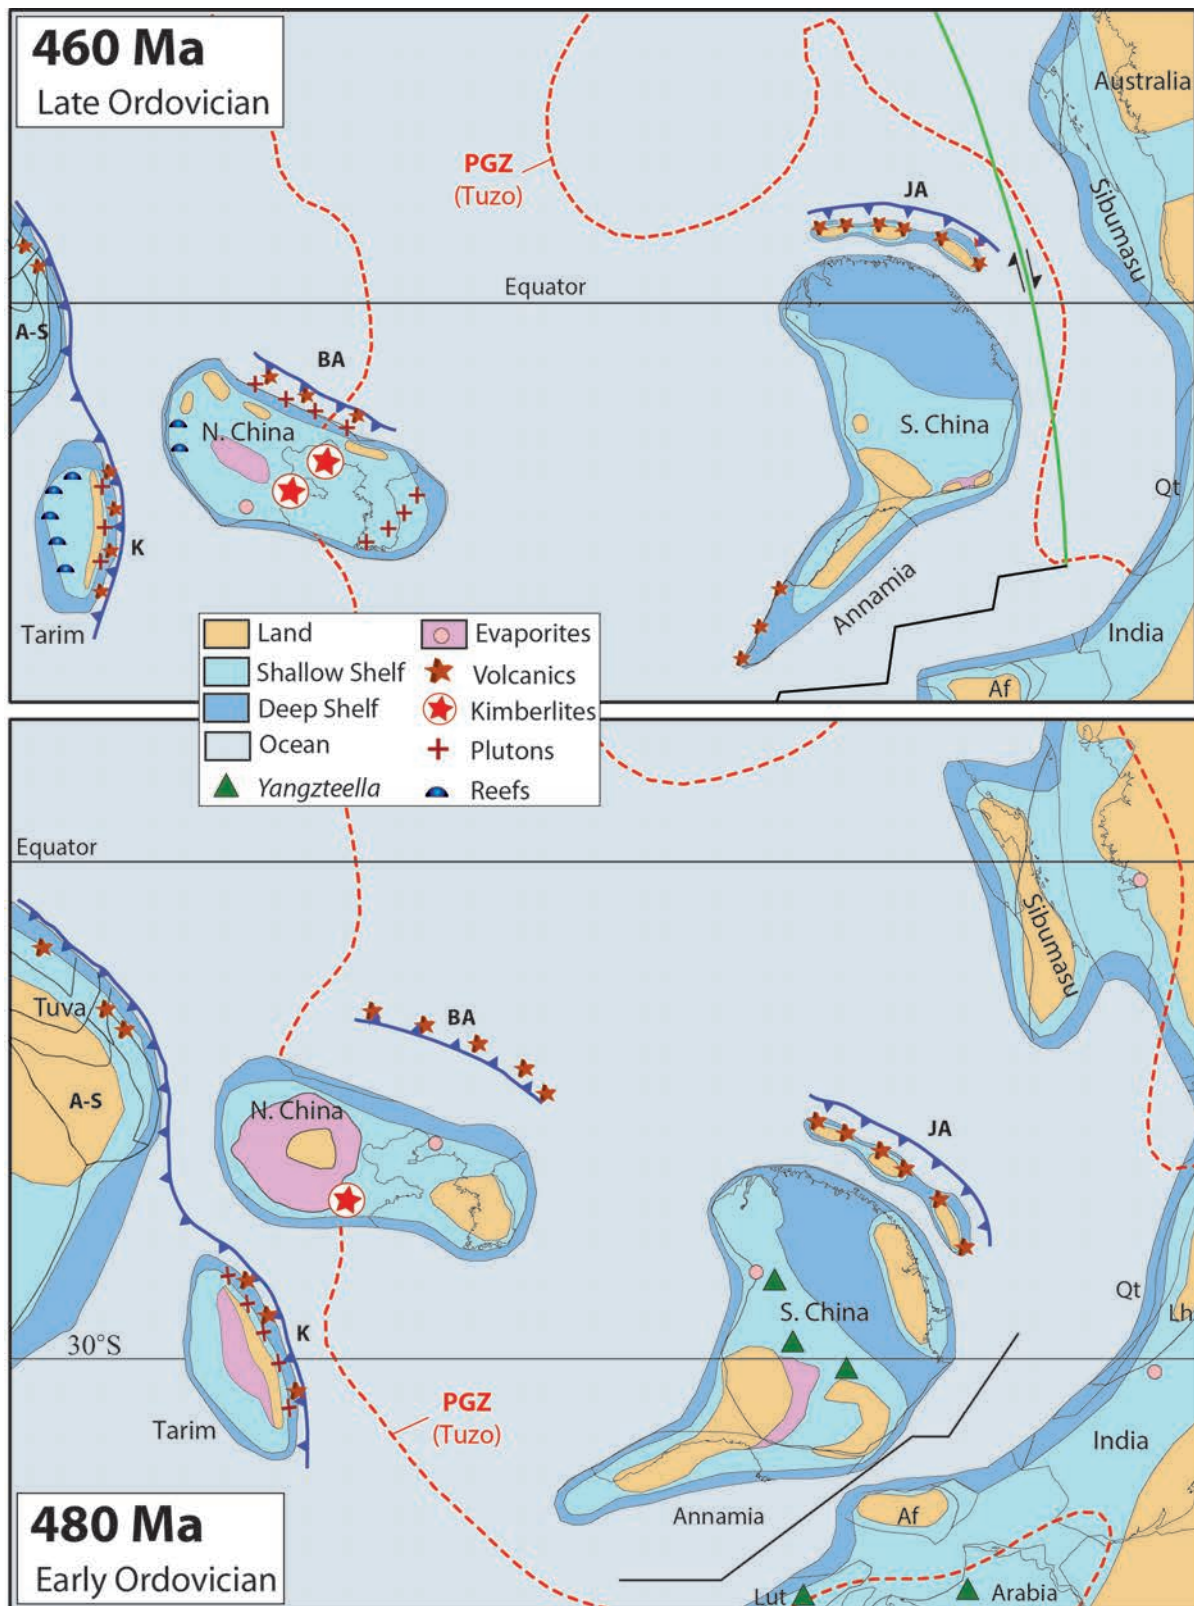 460 Ma
Late Ordovician
Australia
PGZ
(Tuzo)
JA
Sibumasu
Equator
A-S
BA
N. China
S. China
Qt
K
Annamia
Tarim
India
Af
Land
Evaporites
Shallow Shelf
Volcanics
Deep Shelf
Kimberlites
Ocean
Plutons
Yangzteella
Reefs
Equator
Sibumasu
Tuva
BA
A-S
N. China
JA
Qt
S. China
Lh
K
30°S
PGZ
(Tuzo)
Tarim
India
480 Ma
Early Ordovician
Annamia
Af
Lut
Arabia